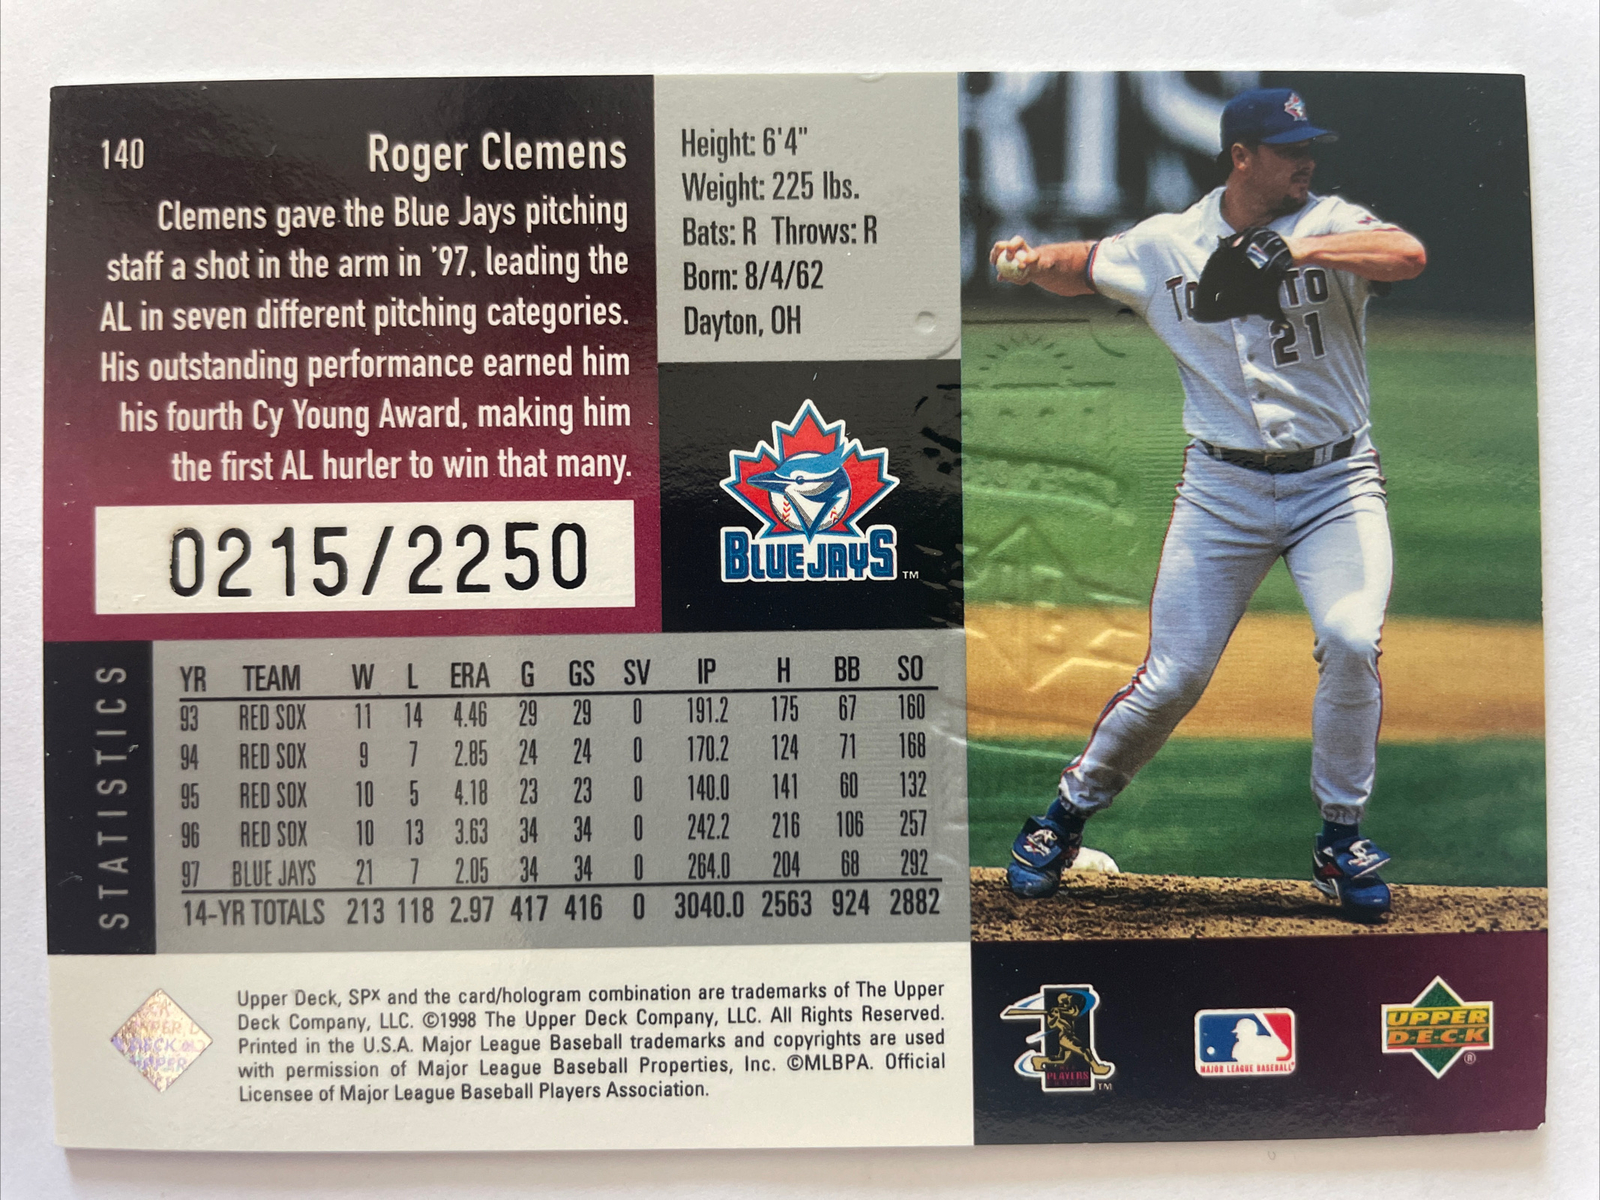 140
Roger Clemens
Clemens gave the Blue Jays pitching
staff a shot in the arm in '97, leading the
AL in seven different pitching categories.
His outstanding performance earned him
his fourth Cy Young Award, making him
the first AL hurler to win that many.
0215/2250
Height: 6'4"
Weight: 225 lbs.
Bats: R Throws: R
Born: 8/4/62
Dayton, OH
BLUE JAYS™
TO TO
21
STATISTICS
YR TEAM W L ERA G GS SV IP H BB SO
93 RED SOX 11 14 4.46 29 29 0 191.2 175 67 160
94 RED SOX 9 7 2.85 24 24 0 170.2 124 71 168
95 RED SOX 10 5 4.18 23 23 0 140.0 141 60 132
96 RED SOX 10 13 3.63 34 34 0 242.2 216 106 257
97 BLUE JAYS 21 7 2.05 34 34 0 264.0 204 68 292
14-YR TOTALS 213 118 2.97 417 416 0 3040.0 2563 924 2882
Upper Deck, SPx and the card/hologram combination are trademarks of The Upper
Deck Company, LLC. ©1998 The Upper Deck Company, LLC. All Rights Reserved.
Printed in the U.S.A. Major League Baseball trademarks and copyrights are used
with permission of Major League Baseball Properties, Inc. ©MLBPA. Official
Licensee of Major League Baseball Players Association.
PLAYERS
™
MAJOR LEAGUE BASEBALL
UPPER
DECK
®